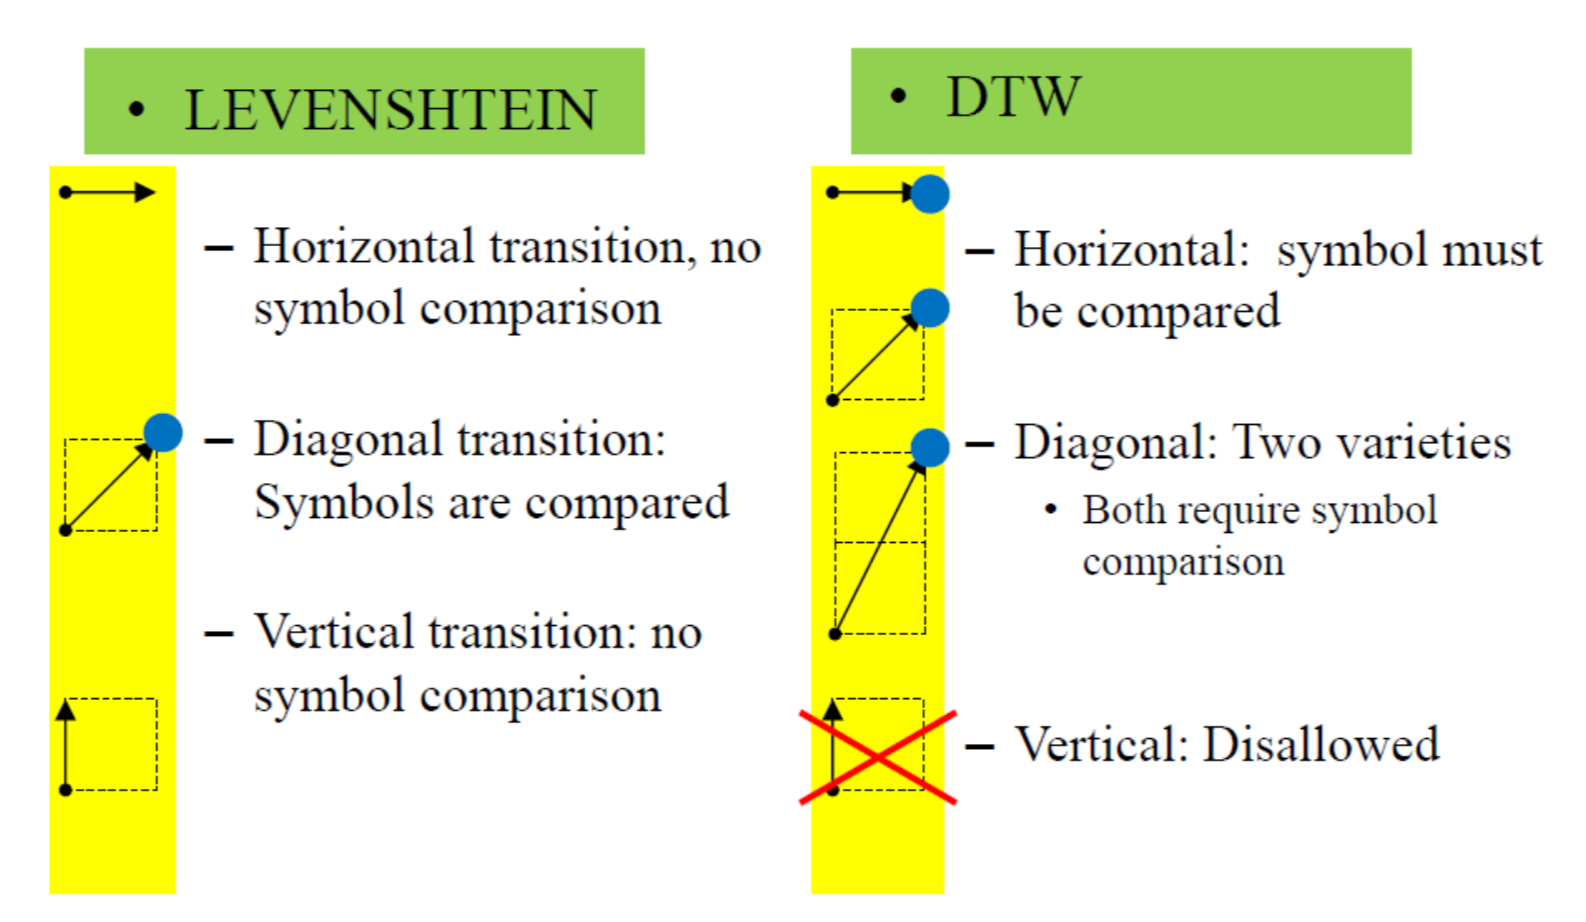 • LEVENSHTEIN
– Horizontal transition, no
symbol comparison
– Diagonal transition:
Symbols are compared
– Vertical transition: no
symbol comparison
• DTW
– Horizontal:  symbol must
be compared
– Diagonal: Two varieties
• Both require symbol
comparison
– Vertical: Disallowed